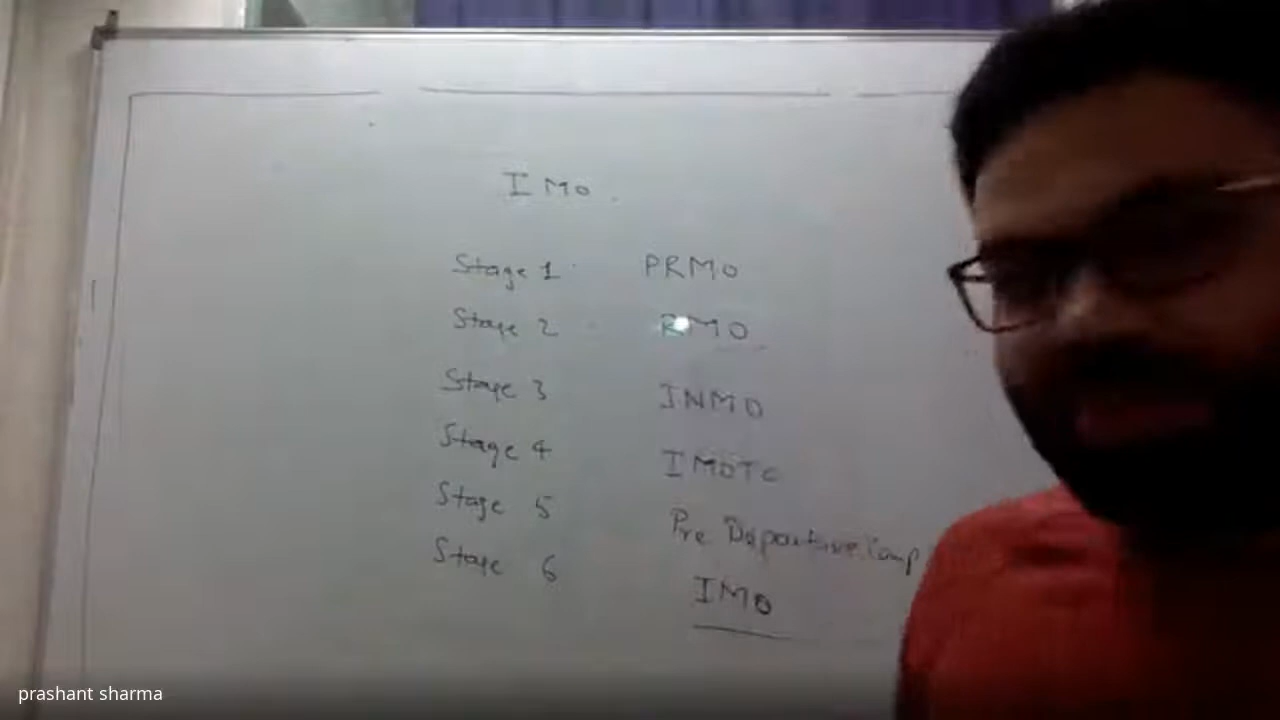 IMO.
Stage 1 PRMO
Stage 2 RMO
Stage 3 INMO
Stage 4 IMOTC
Stage 5 Pre Departure Camp
Stage 6 IMO
prashant sharma